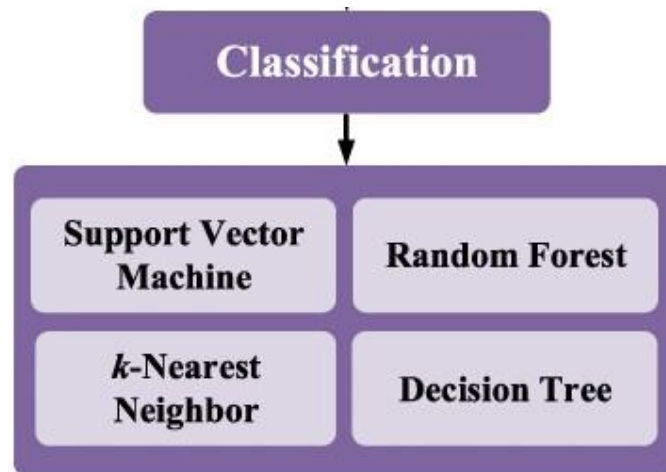 Classification
Support Vector
Machine
Random Forest
k-Nearest
Neighbor
Decision Tree